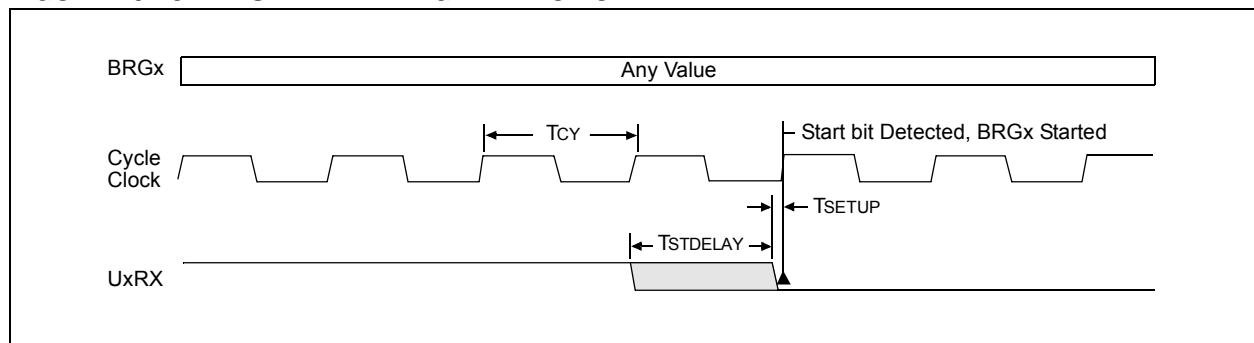 BRGx
Any Value
TCY
Start bit Detected, BRGx Started
Cycle
Clock
TSETUP
TSTDELAY
UxRX